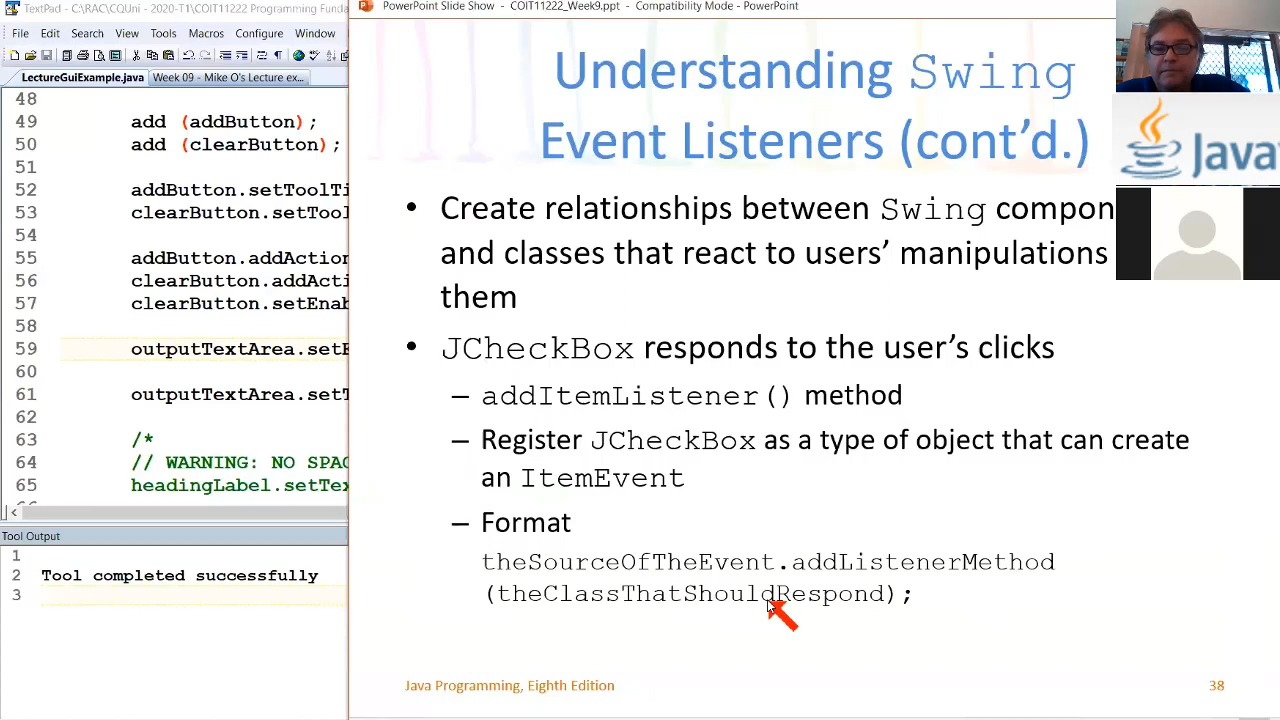 TextPad - C:\RAC\CQUni - 2020-T1\COIT11222 Programming Funda
File Edit Search View Tools Macros Configure Window
LectureGuiExample.java Week 09 - Mike O's Lecture ex...
48
49 add (addButton);
50 add (clearButton);
51
52 addButton.setToolTi
53 clearButton.setTool
54
55 addButton.addAction
56 clearButton.addActi
57 clearButton.setEnab
58
59 outputTextArea.setE
60
61 outputTextArea.setT
62
63 /*
64 // WARNING: NO SPAC
65 headingLabel.setTex
Tool Output
1
2 Tool completed successfully
3
PowerPoint Slide Show - COIT11222_Week9.ppt - Compatibility Mode - PowerPoint
Understanding Swing
Event Listeners (cont'd.)
• Create relationships between Swing compon
and classes that react to users' manipulations
them
• JCheckBox responds to the user's clicks
– addItemListener() method
– Register JCheckBox as a type of object that can create
an ItemEvent
– Format
theSourceOfTheEvent.addListenerMethod
(theClassThatShouldRespond);
Java Programming, Eighth Edition
38
Java